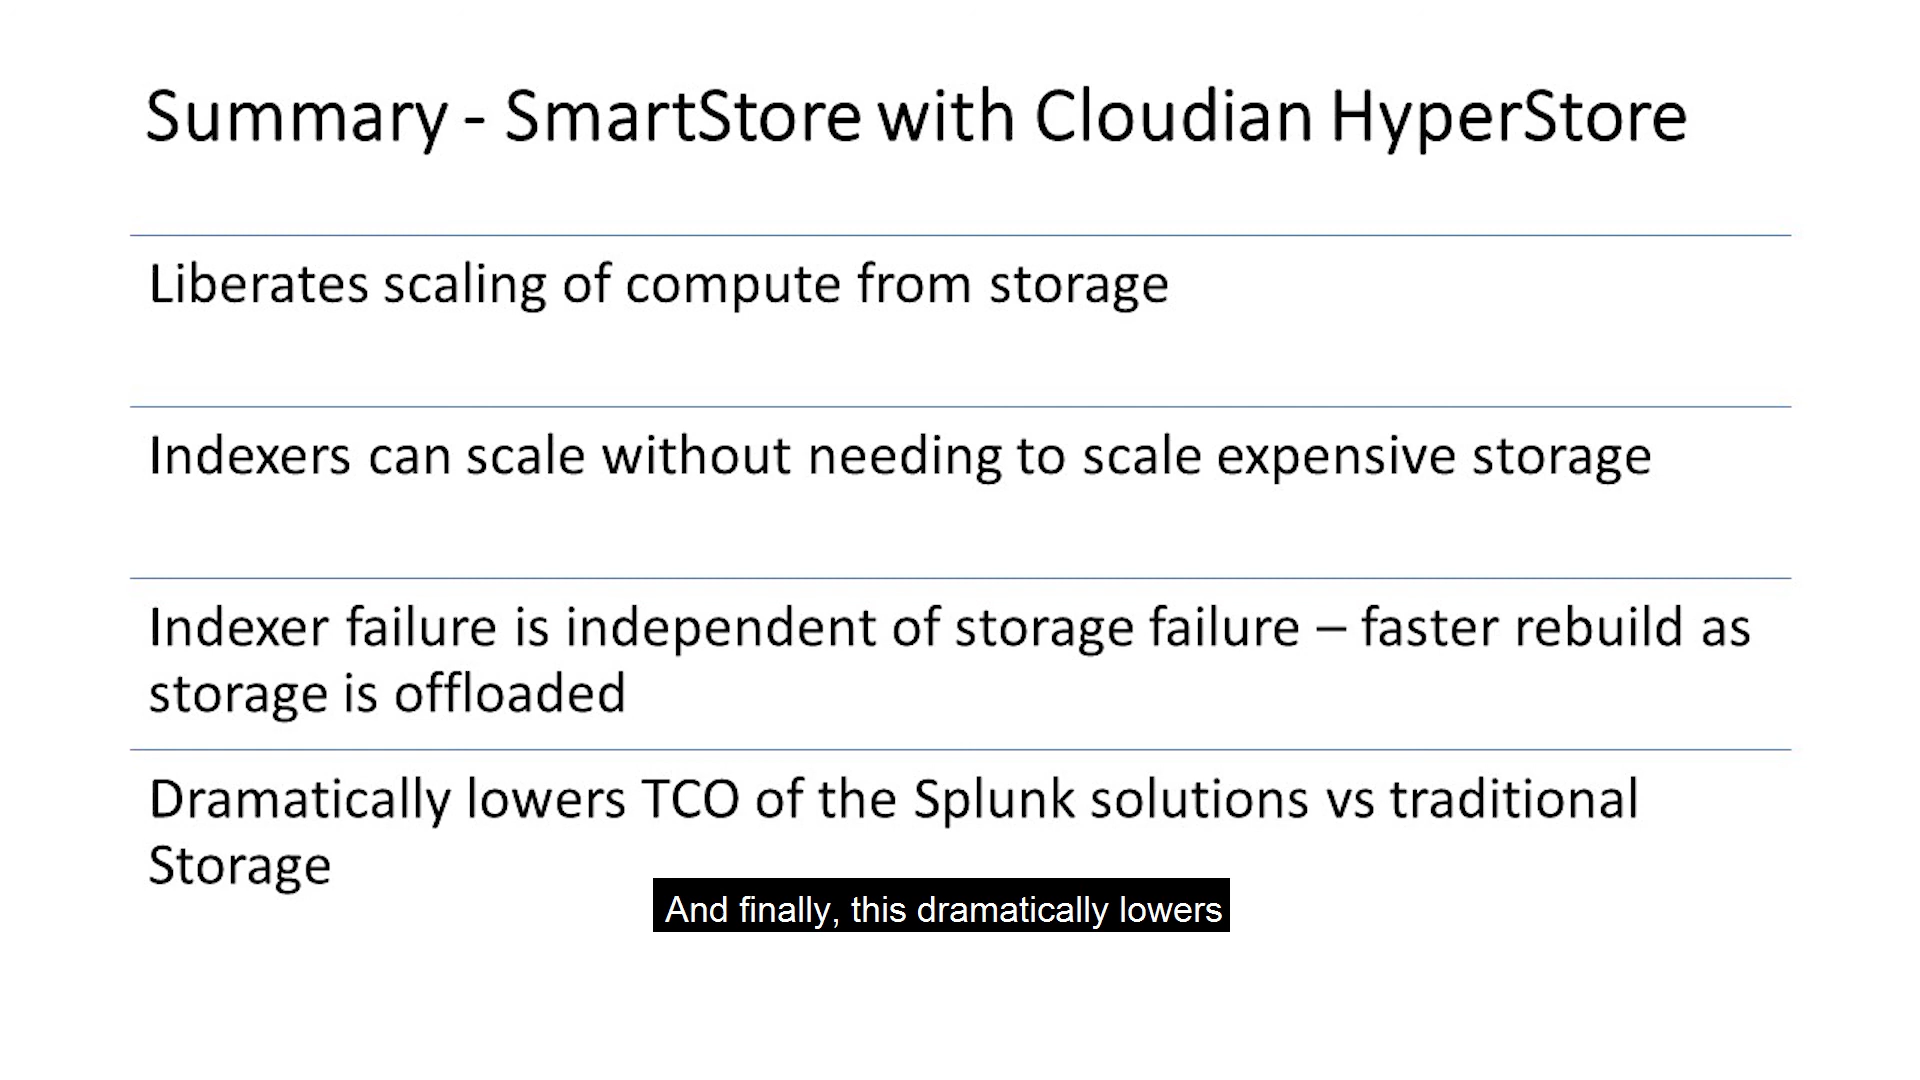 Summary - SmartStore with Cloudian HyperStore
Liberates scaling of compute from storage
Indexers can scale without needing to scale expensive storage
Indexer failure is independent of storage failure – faster rebuild as
storage is offloaded
Dramatically lowers TCO of the Splunk solutions vs traditional
Storage
And finally, this dramatically lowers